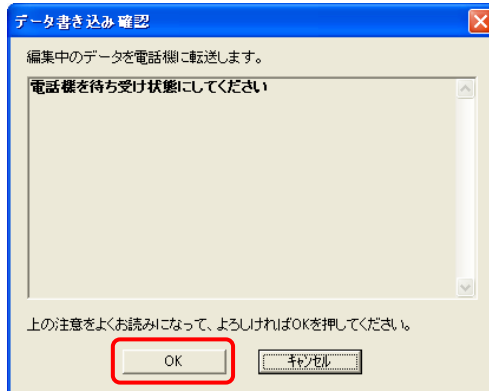 データ書き込み確認
編集中のデータを電話機に転送します。
電話機を待ち受け状態にしてください
上の注意をよくお読みになって、よろしければOKを押してください。
OK
キャンセル